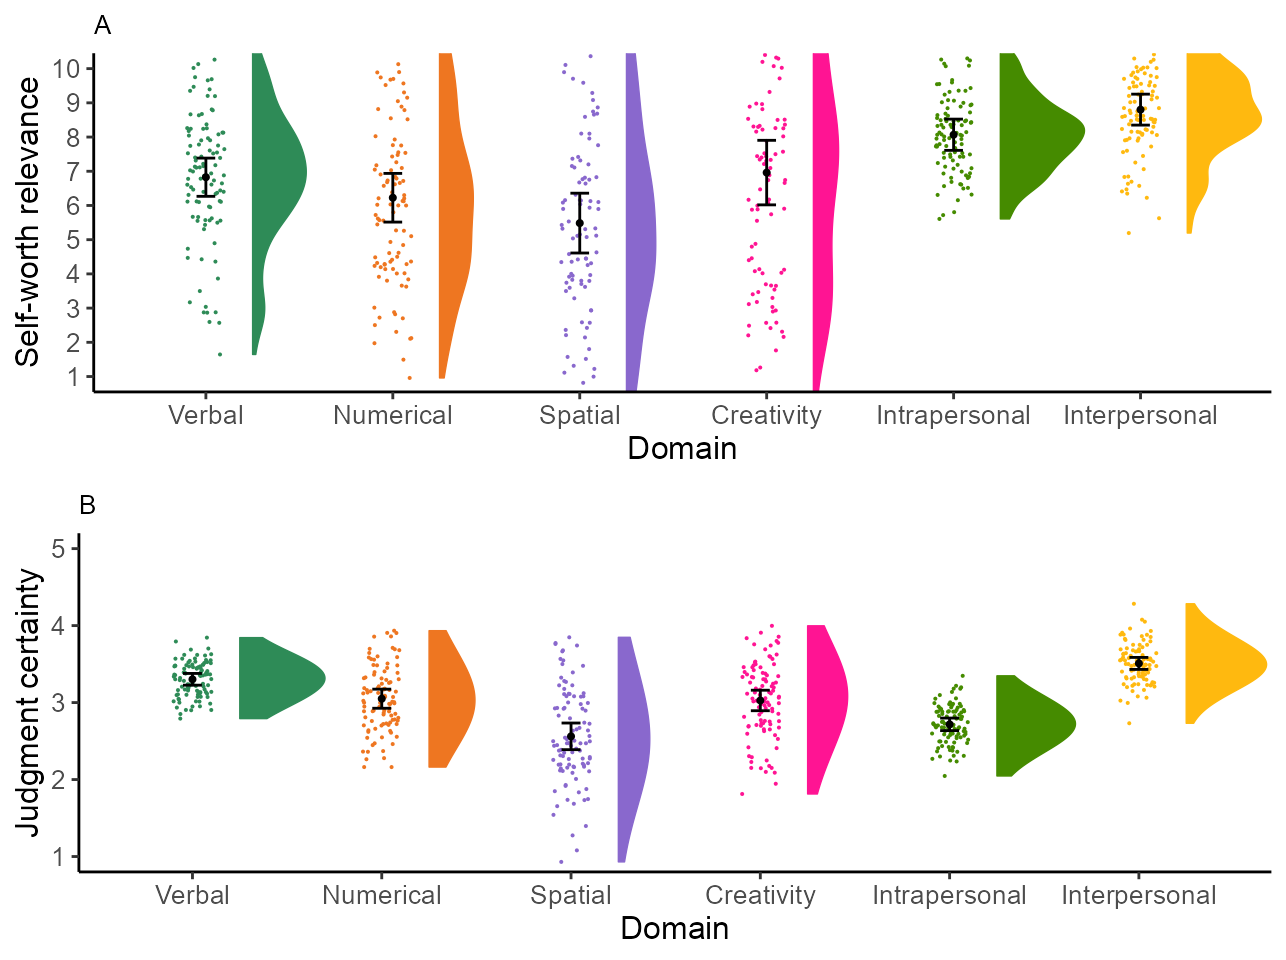 A
Self-worth relevance
10
9
8
7
6
5
4
3
2
1
Verbal Numerical Spatial Creativity Intrapersonal Interpersonal
Domain
B
Judgment certainty
5
4
3
2
1
Verbal Numerical Spatial Creativity Intrapersonal Interpersonal
Domain